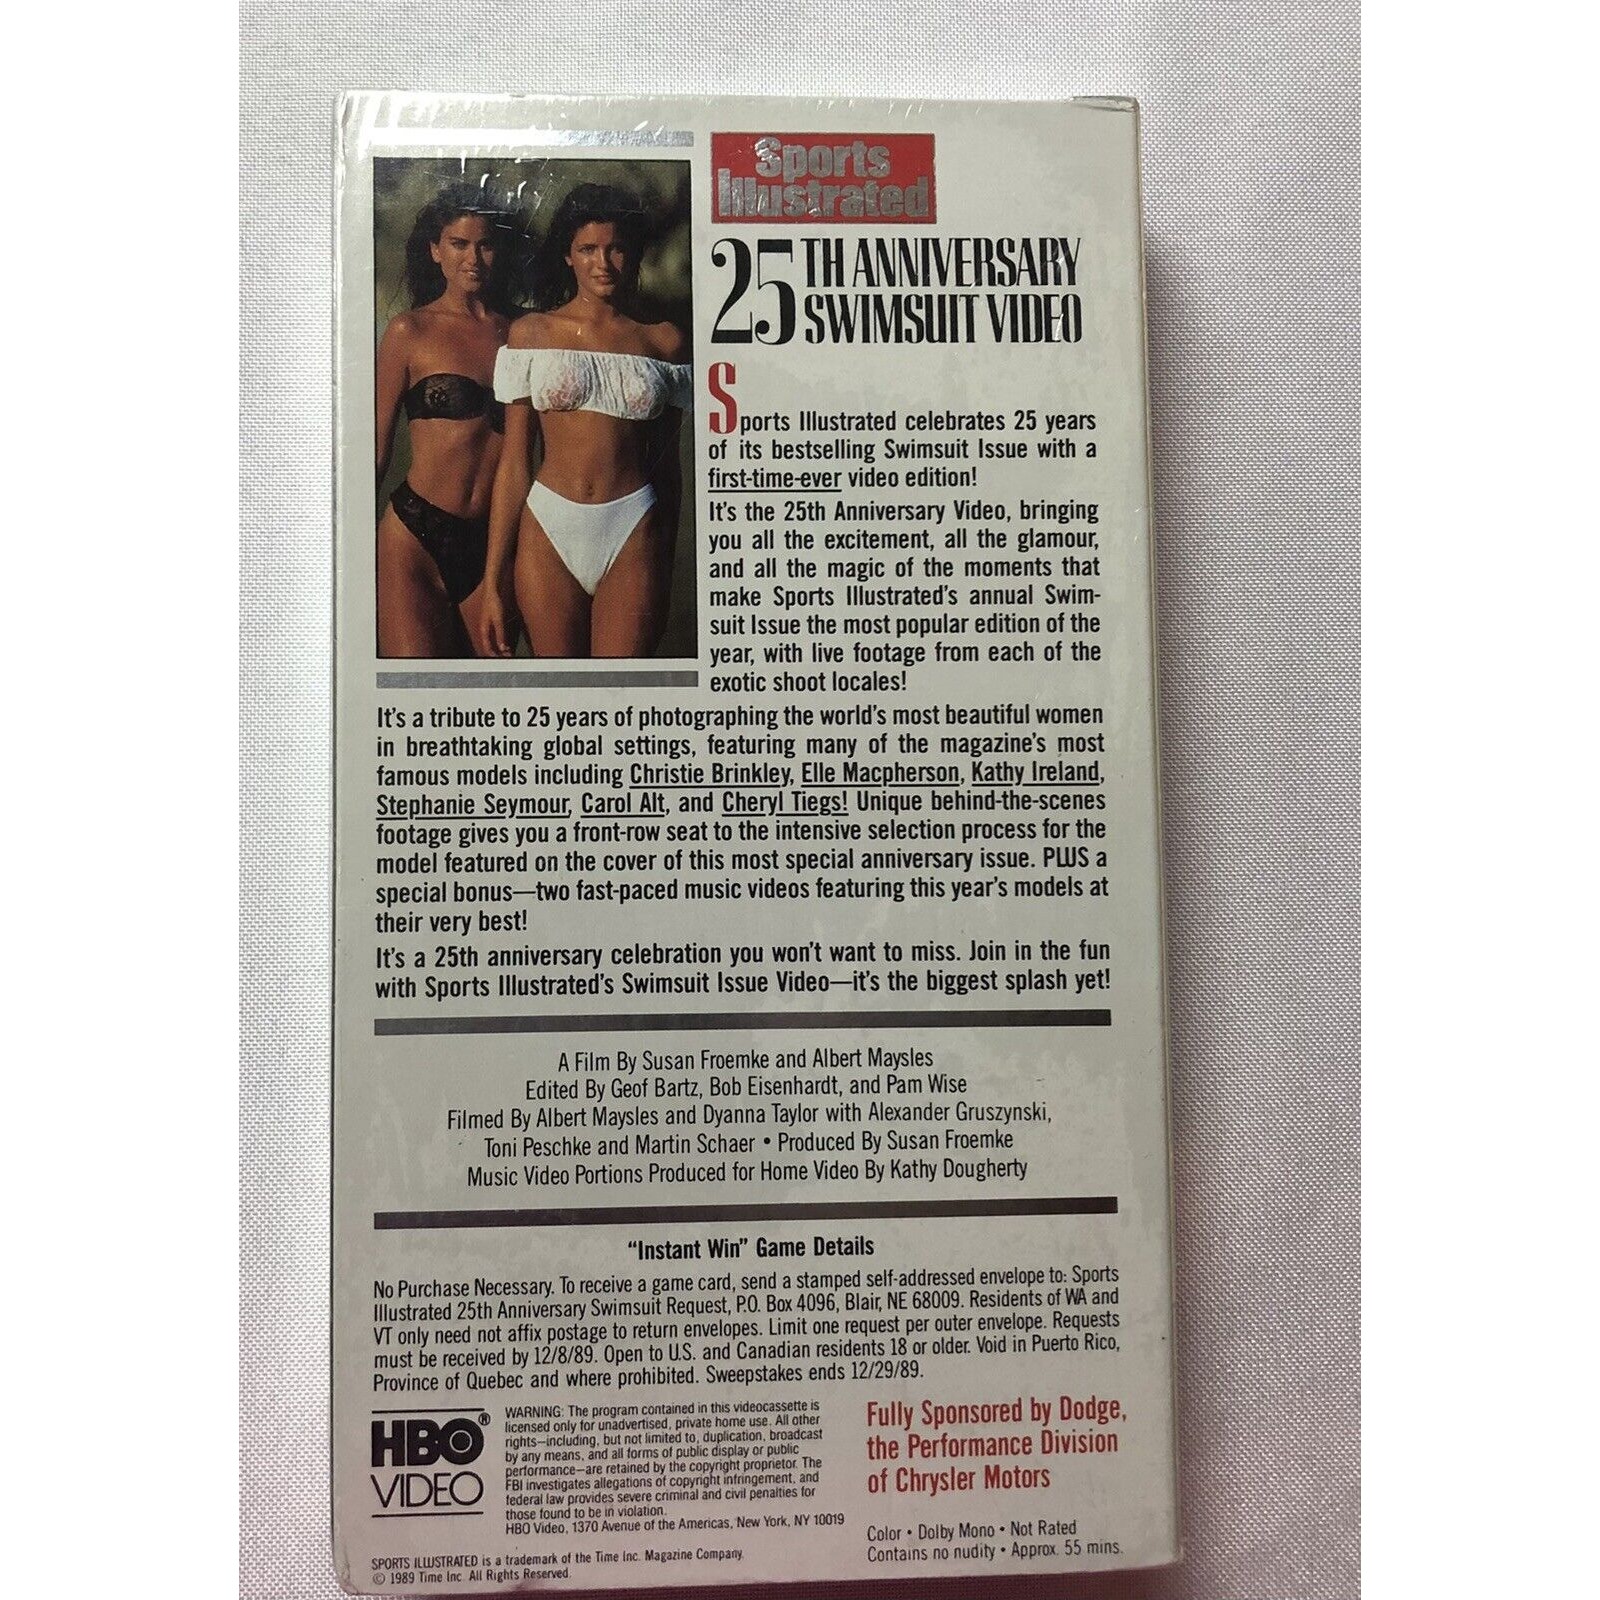 Sports
Illustrated
25TH ANNIVERSARY
SWIMSUIT VIDEO
Sports Illustrated celebrates 25 years
of its bestselling Swimsuit Issue with a
first-time-ever video edition!
It's the 25th Anniversary Video, bringing
you all the excitement, all the glamour,
and all the magic of the moments that
make Sports Illustrated's annual Swim-
suit Issue the most popular edition of the
year, with live footage from each of the
exotic shoot locales!
It's a tribute to 25 years of photographing the world's most beautiful women
in breathtaking global settings, featuring many of the magazine's most
famous models including Christie Brinkley, Elle Macpherson, Kathy Ireland,
Stephanie Seymour, Carol Alt, and Cheryl Tiegs! Unique behind-the-scenes
footage gives you a front-row seat to the intensive selection process for the
model featured on the cover of this most special anniversary issue. PLUS a
special bonus—two fast-paced music videos featuring this year's models at
their very best!
It's a 25th anniversary celebration you won't want to miss. Join in the fun
with Sports Illustrated's Swimsuit Issue Video—it's the biggest splash yet!
A Film By Susan Froemke and Albert Maysles
Edited By Geof Bartz, Bob Eisenhardt, and Pam Wise
Filmed By Albert Maysles and Dyanna Taylor with Alexander Gruszynski,
Toni Peschke and Martin Schaer • Produced By Susan Froemke
Music Video Portions Produced for Home Video By Kathy Dougherty
"Instant Win" Game Details
No Purchase Necessary. To receive a game card, send a stamped self-addressed envelope to: Sports
Illustrated 25th Anniversary Swimsuit Request, P.O. Box 4096, Blair, NE 68009. Residents of WA and
VT only need not affix postage to return envelopes. Limit one request per outer envelope. Requests
must be received by 12/8/89. Open to U.S. and Canadian residents 18 or older. Void in Puerto Rico,
Province of Quebec and where prohibited. Sweepstakes ends 12/29/89.
HBO®
VIDEO
WARNING: The program contained in this videocassette is
licensed only for unadvertised, private home use. All other
rights—including, but not limited to, duplication, broadcast
by any means, and all forms of public display or public
performance—are retained by the copyright proprietor. The
FBI investigates allegations of copyright infringement, and
federal law provides severe criminal and civil penalties for
those found to be in violation.
HBO Video, 1370 Avenue of the Americas, New York, NY 10019
Fully Sponsored by Dodge,
the Performance Division
of Chrysler Motors
Color • Dolby Mono • Not Rated
Contains no nudity • Approx. 55 mins.
SPORTS ILLUSTRATED is a trademark of the Time Inc. Magazine Company.
© 1989 Time Inc. All Rights Reserved.